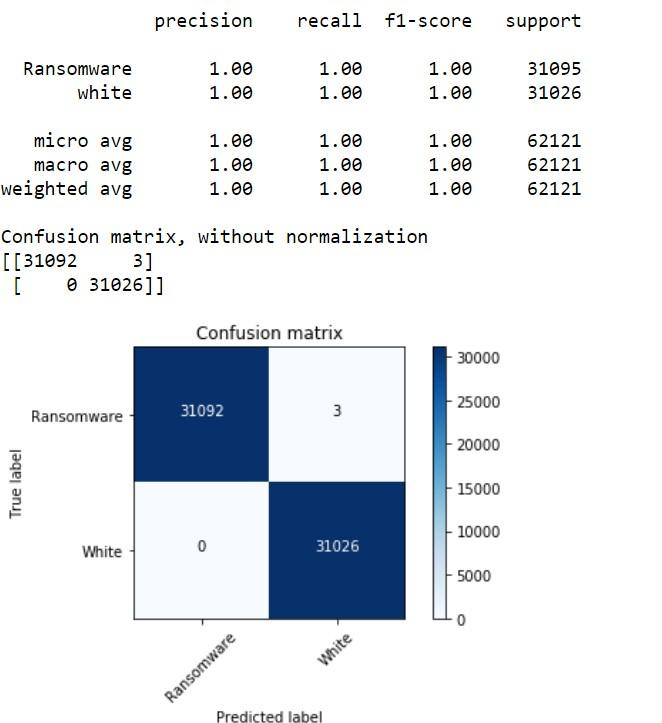 precision recall f1-score support
Ransomware 1.00 1.00 1.00 31095
white 1.00 1.00 1.00 31026
micro avg 1.00 1.00 1.00 62121
macro avg 1.00 1.00 1.00 62121
weighted avg 1.00 1.00 1.00 62121
Confusion matrix, without normalization
[[31092 3]
[ 0 31026]]
Confusion matrix
30000
Ransomware 31092 3
25000
20000
True label
15000
White 0 31026
10000
5000
0
Ransomware White
Predicted label